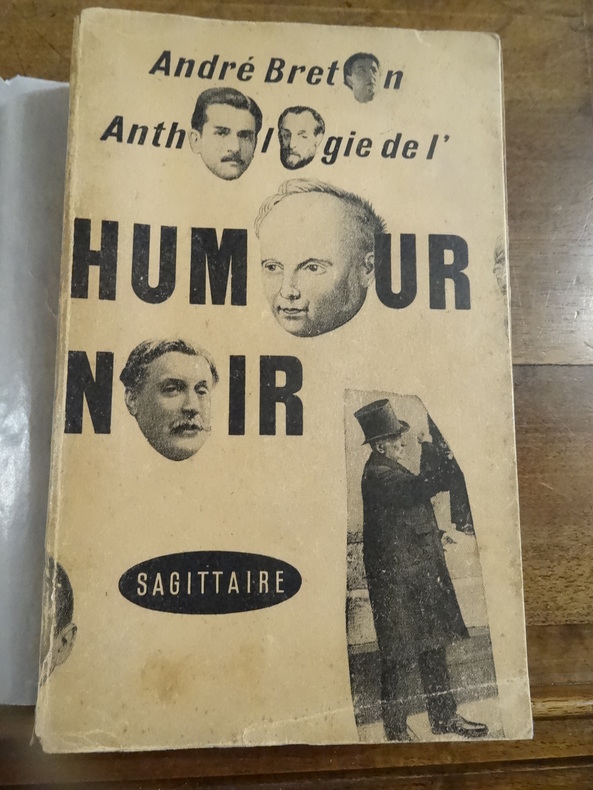 André Bret n
Anth l gie de l'
HUM UR
N IR
SAGITTAIRE